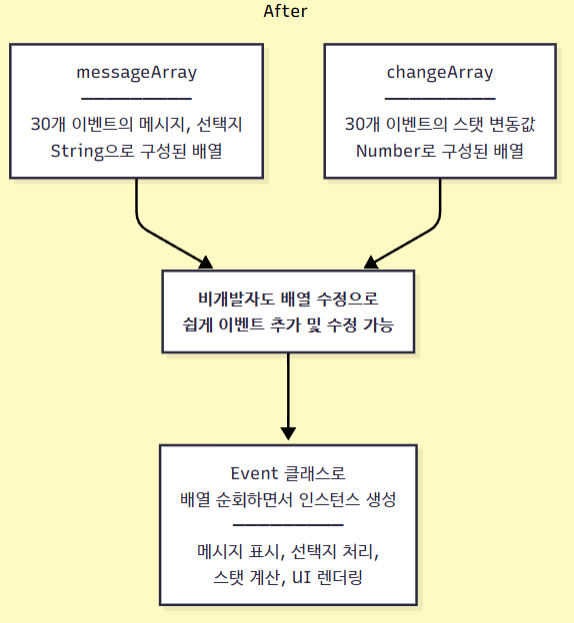 After
messageArray
30개 이벤트의 메시지, 선택지
String으로 구성된 배열
changeArray
30개 이벤트의 스탯 변동값
Number로 구성된 배열
비개발자도 배열 수정으로
쉽게 이벤트 추가 및 수정 가능
Event 클래스로
배열 순회하면서 인스턴스 생성
메시지 표시, 선택지 처리,
스탯 계산, UI 렌더링